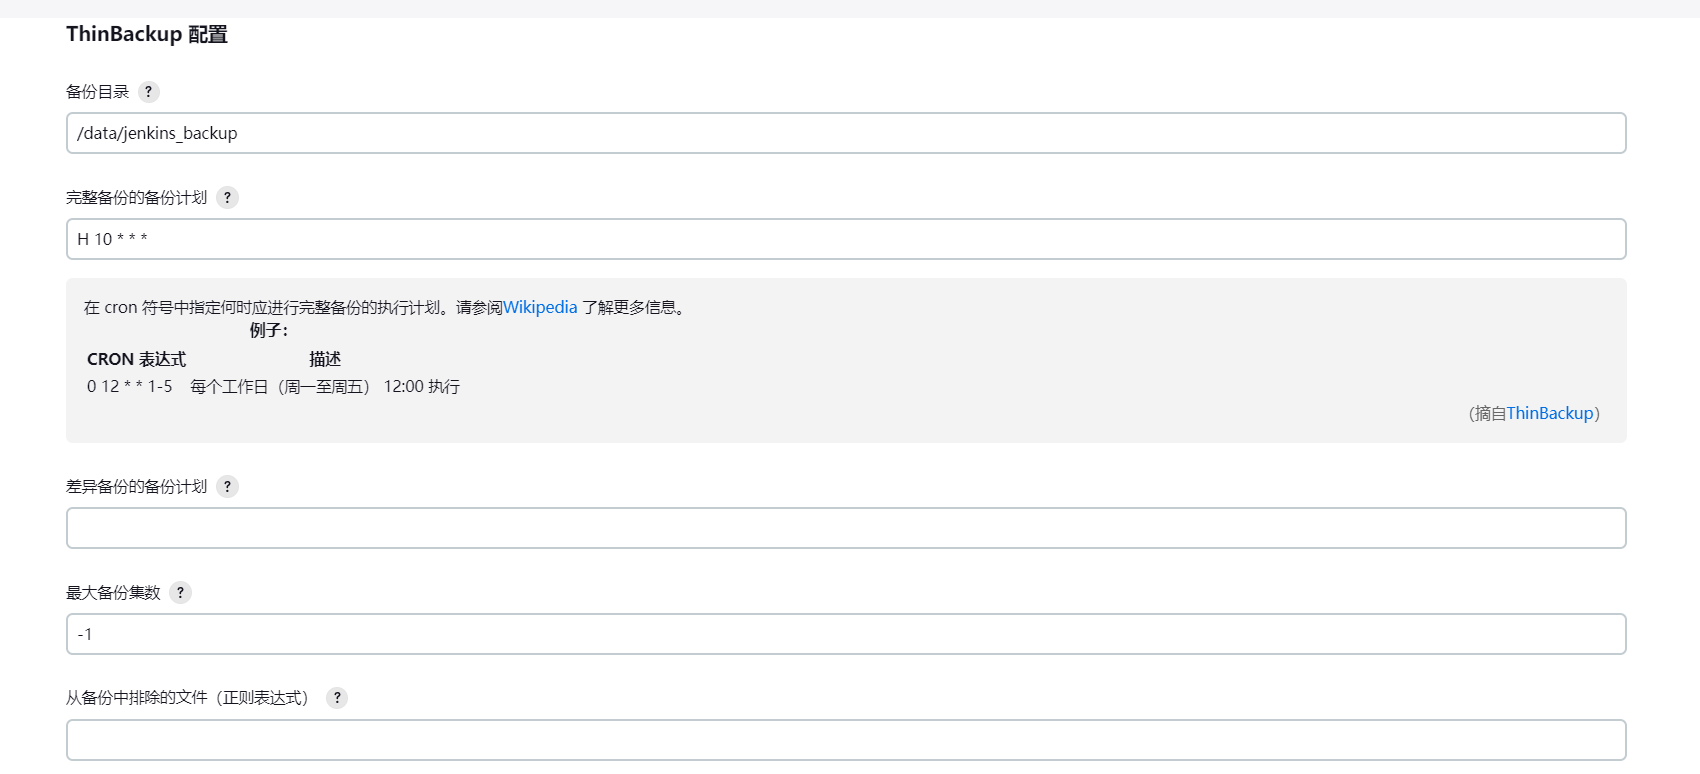 ThinBackup 配置
备份目录 ?
/data/jenkins_backup
完整备份的备份计划 ?
H 10 * * *
在 cron 符号中指定何时应进行完整备份的执行计划。请参阅Wikipedia 了解更多信息。
例子：
CRON 表达式 描述
0 12 * * 1-5 每个工作日（周一至周五） 12:00 执行
（摘自ThinBackup）
差异备份的备份计划 ?
最大备份集数 ?
-1
从备份中排除的文件（正则表达式） ?